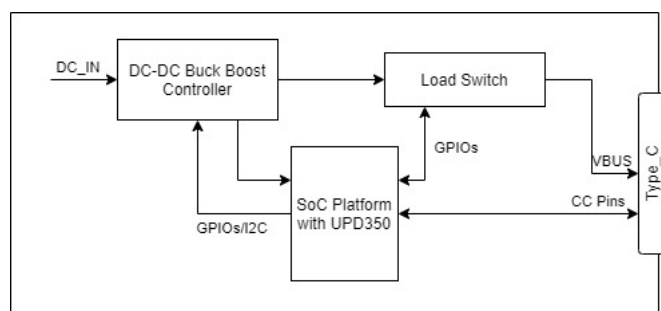 DC_IN
DC-DC Buck Boost
Controller
Load Switch
GPIOs
VBUS
Type_C
SoC Platform
with UPD350
CC Pins
GPIOs/I2C